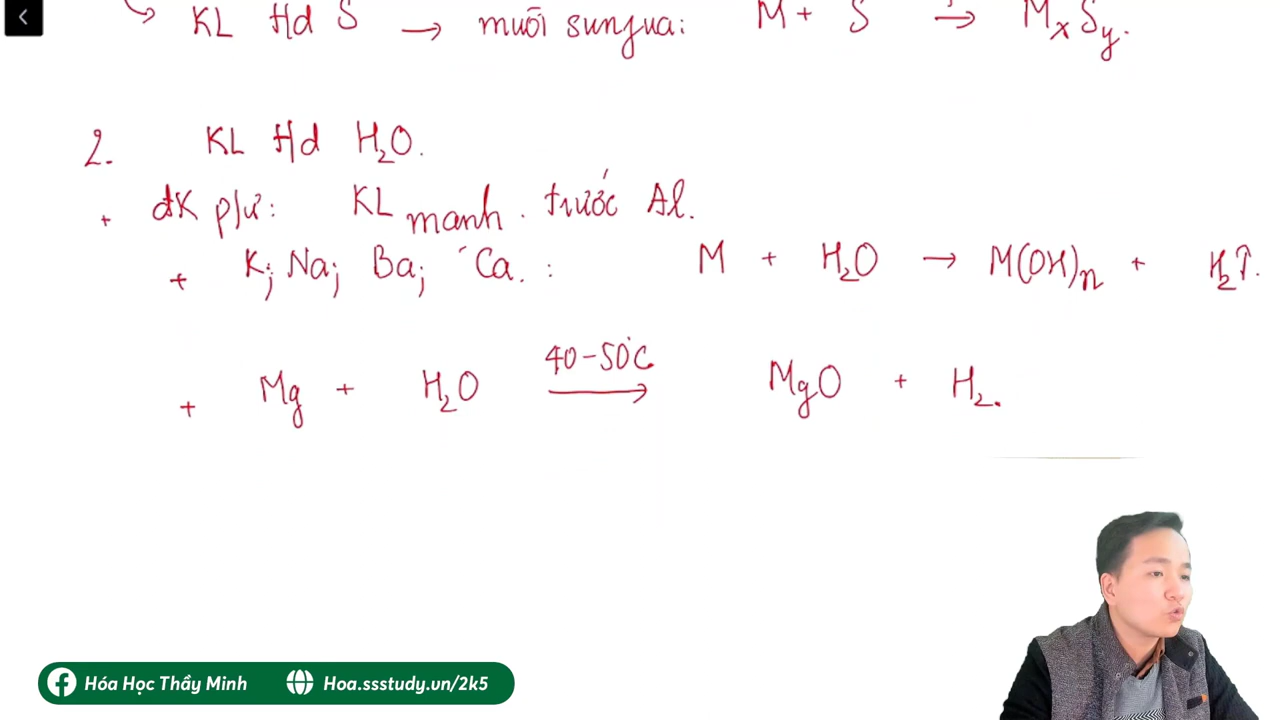 KL tác S → muối sunfua: M + S → MxSy.
2. KL td H₂O.
+ đK p/ư: KL mạnh. trước Al.
+ K; Na; Ba; Ca. : M + H₂O → M(OH)n + H₂↑.
+ Mg + H₂O 40-50°C → MgO + H₂.
Hóa Học Thầy Minh Hoa.ssstudy.vn/2k5